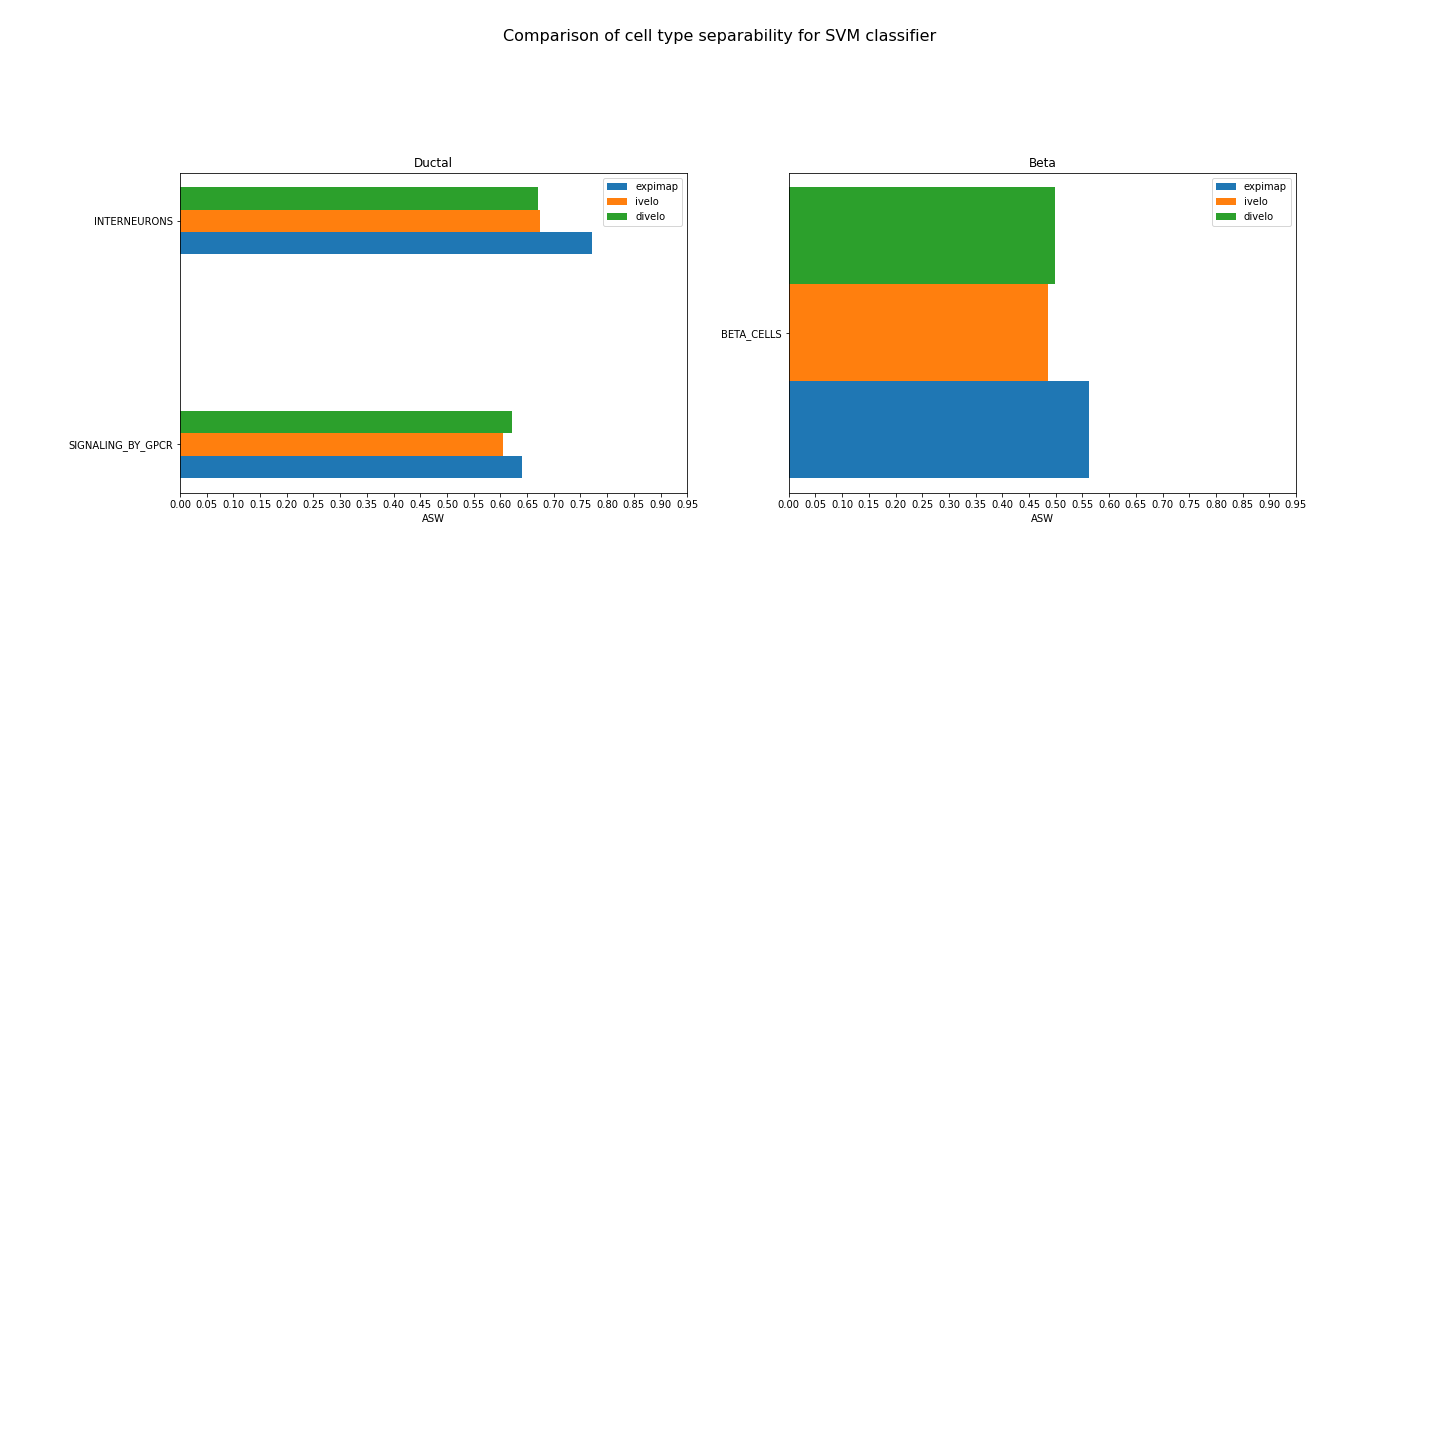 Comparison of cell type separability for SVM classifier
Ductal
expimap
ivelo
divelo
INTERNEURONS
SIGNALING_BY_GPCR
0.00 0.05 0.10 0.15 0.20 0.25 0.30 0.35 0.40 0.45 0.50 0.55 0.60 0.65 0.70 0.75 0.80 0.85 0.90 0.95
ASW
Beta
expimap
ivelo
divelo
BETA_CELLS
0.00 0.05 0.10 0.15 0.20 0.25 0.30 0.35 0.40 0.45 0.50 0.55 0.60 0.65 0.70 0.75 0.80 0.85 0.90 0.95
ASW